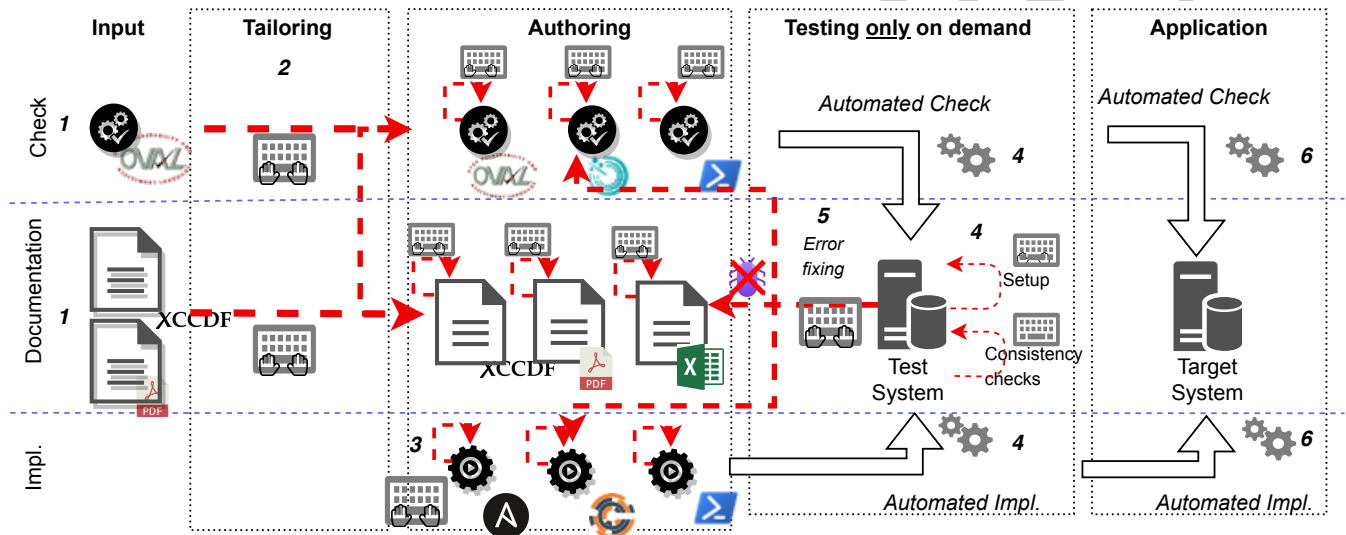 Input
Tailoring
Authoring
Testing only on demand
Application
2
Automated Check
Automated Check
Check
1
4
6
OVAL
OVAL
5
Error
fixing
4
Setup
Documentation
1
XCCDF
XCCDF
PDF
PDF
X
Consistency
checks
Test
System
Target
System
Impl.
3
4
6
A
Automated Impl.
Automated Impl.